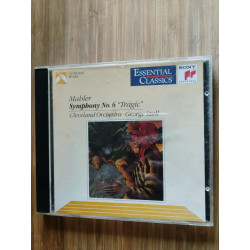 ESSENTIAL
CLASSICS
SONY
Mahler
Symphony No. 6 "Tragic"
Cleveland Orchestra · George Szell